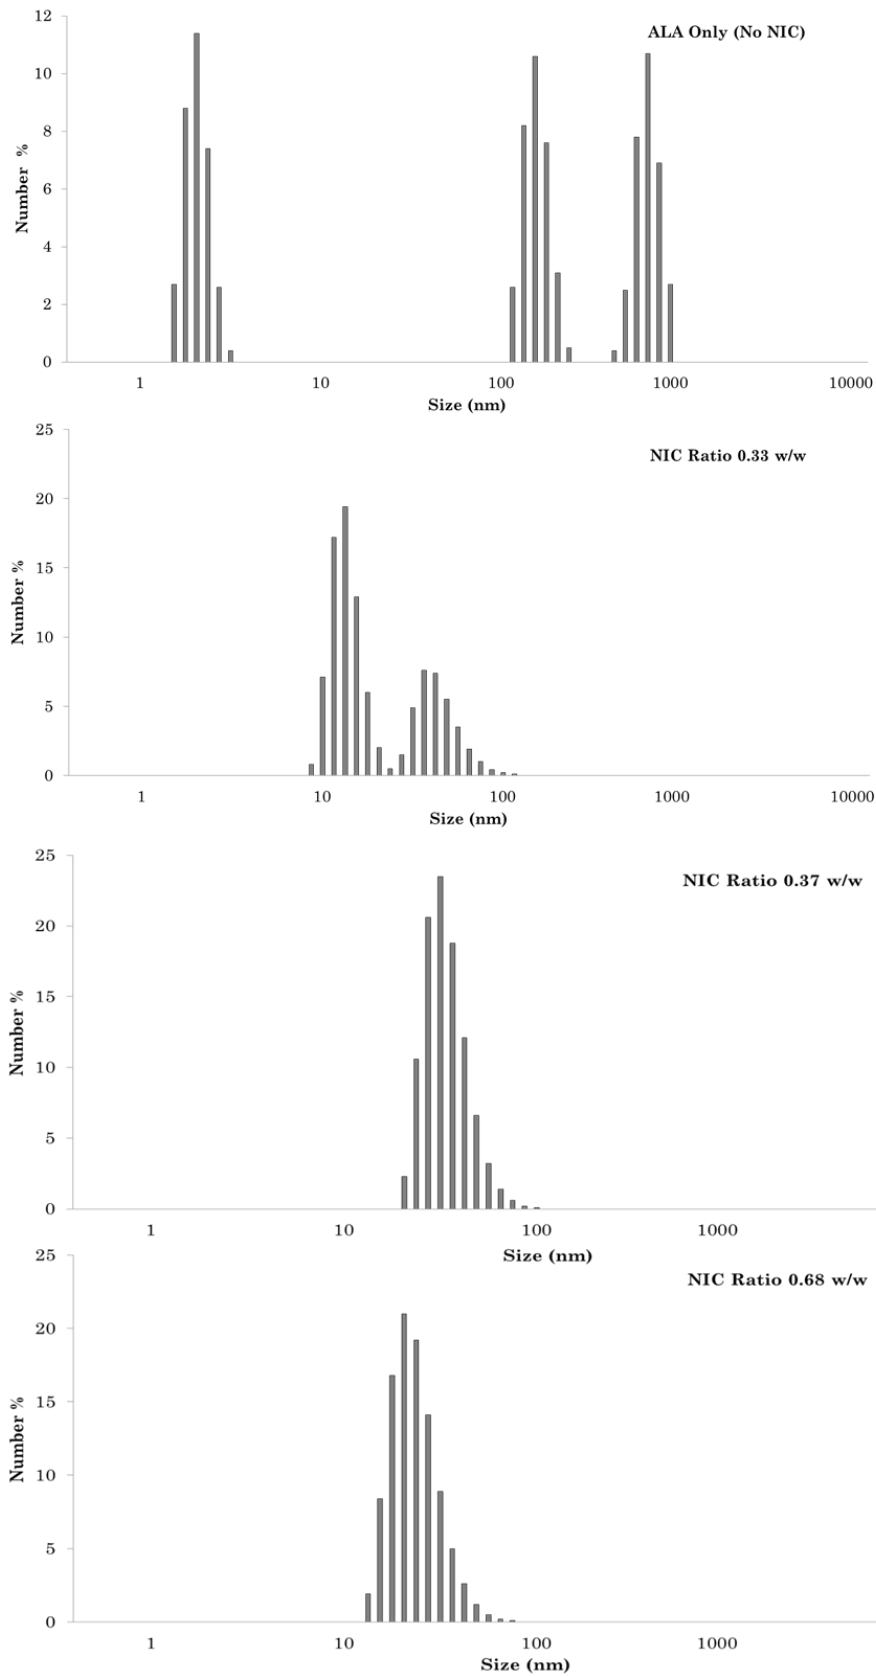 ALA Only (No NIC)
Number %
12
10
8
6
4
2
0
1 10 100 1000 10000
Size (nm)
NIC Ratio 0.33 w/w
Number %
25
20
15
10
5
0
1 10 100 1000 10000
Size (nm)
NIC Ratio 0.37 w/w
Number %
25
20
15
10
5
0
1 10 100 1000
Size (nm)
NIC Ratio 0.68 w/w
Number %
25
20
15
10
5
0
1 10 100 1000
Size (nm)